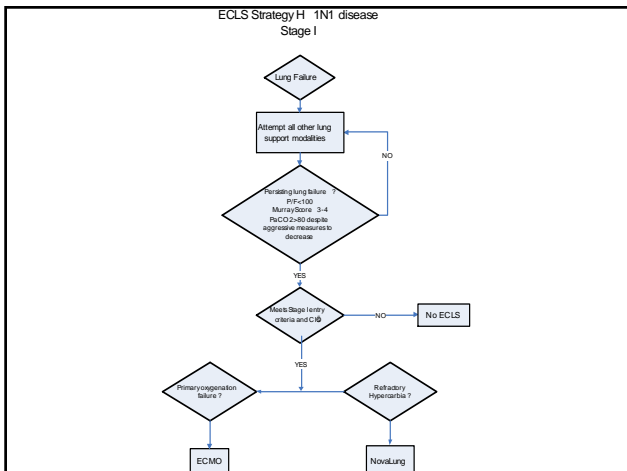 ECLS Strategy H 1N1 disease
Stage I
Lung Failure
Attempt all other lung
support modalities
NO
Persisting lung failure ?
P/F<100
Murray Score 3-4
PaCO2>80 despite
aggressive measures to
decrease
YES
Meets Stage I entry
criteria and
NO
No ECLS
YES
Primary oxygenation
failure ?
Refractory
Hypercarbia ?
ECMO
NovaLung